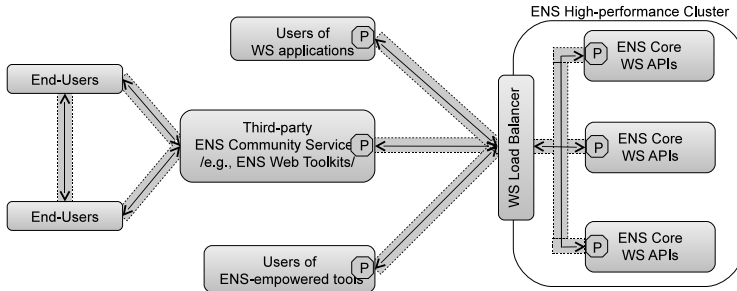 ENS High-performance Cluster
Users of
WS applications
P
P
ENS Core
WS APIs
End-Users
Third-party
ENS Community Service
/e.g., ENS Web Toolkits/
P
WS Load Balancer
P
ENS Core
WS APIs
End-Users
Users of
ENS-empowered tools
P
P
ENS Core
WS APIs